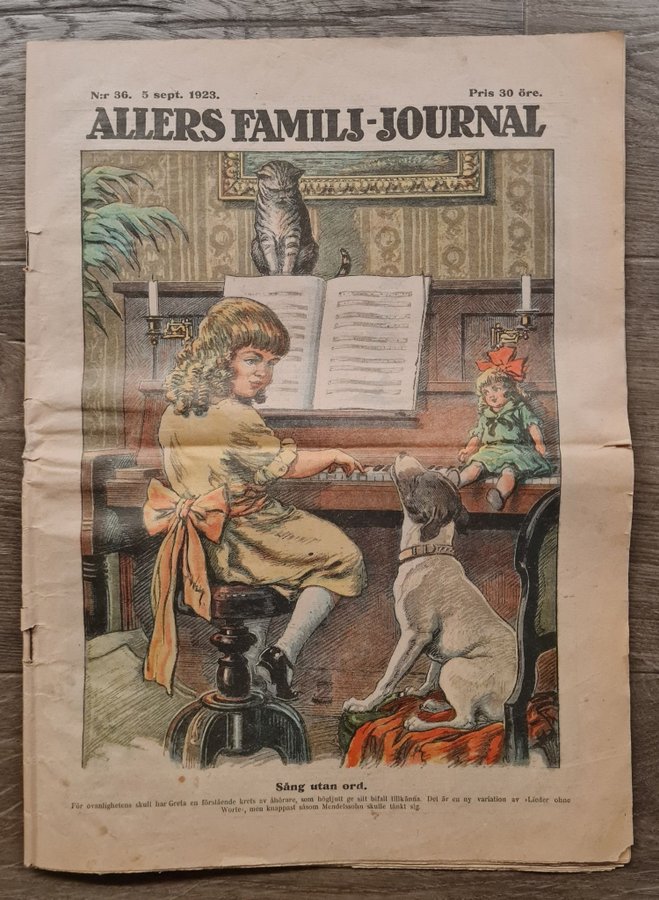 N:r 36. 5 sept. 1923. Pris 30 öre.
ALLERS FAMILJ-JOURNAL
Sång utan ord.
För ovanlighetens skull har Greta en förstående krets av åhörare, som högljutt ge sitt bifall tillkänna. Det är en ny variation av »Lieder ohne
Worte», men knappast såsom Mendelssohn skulle tänkt sig.